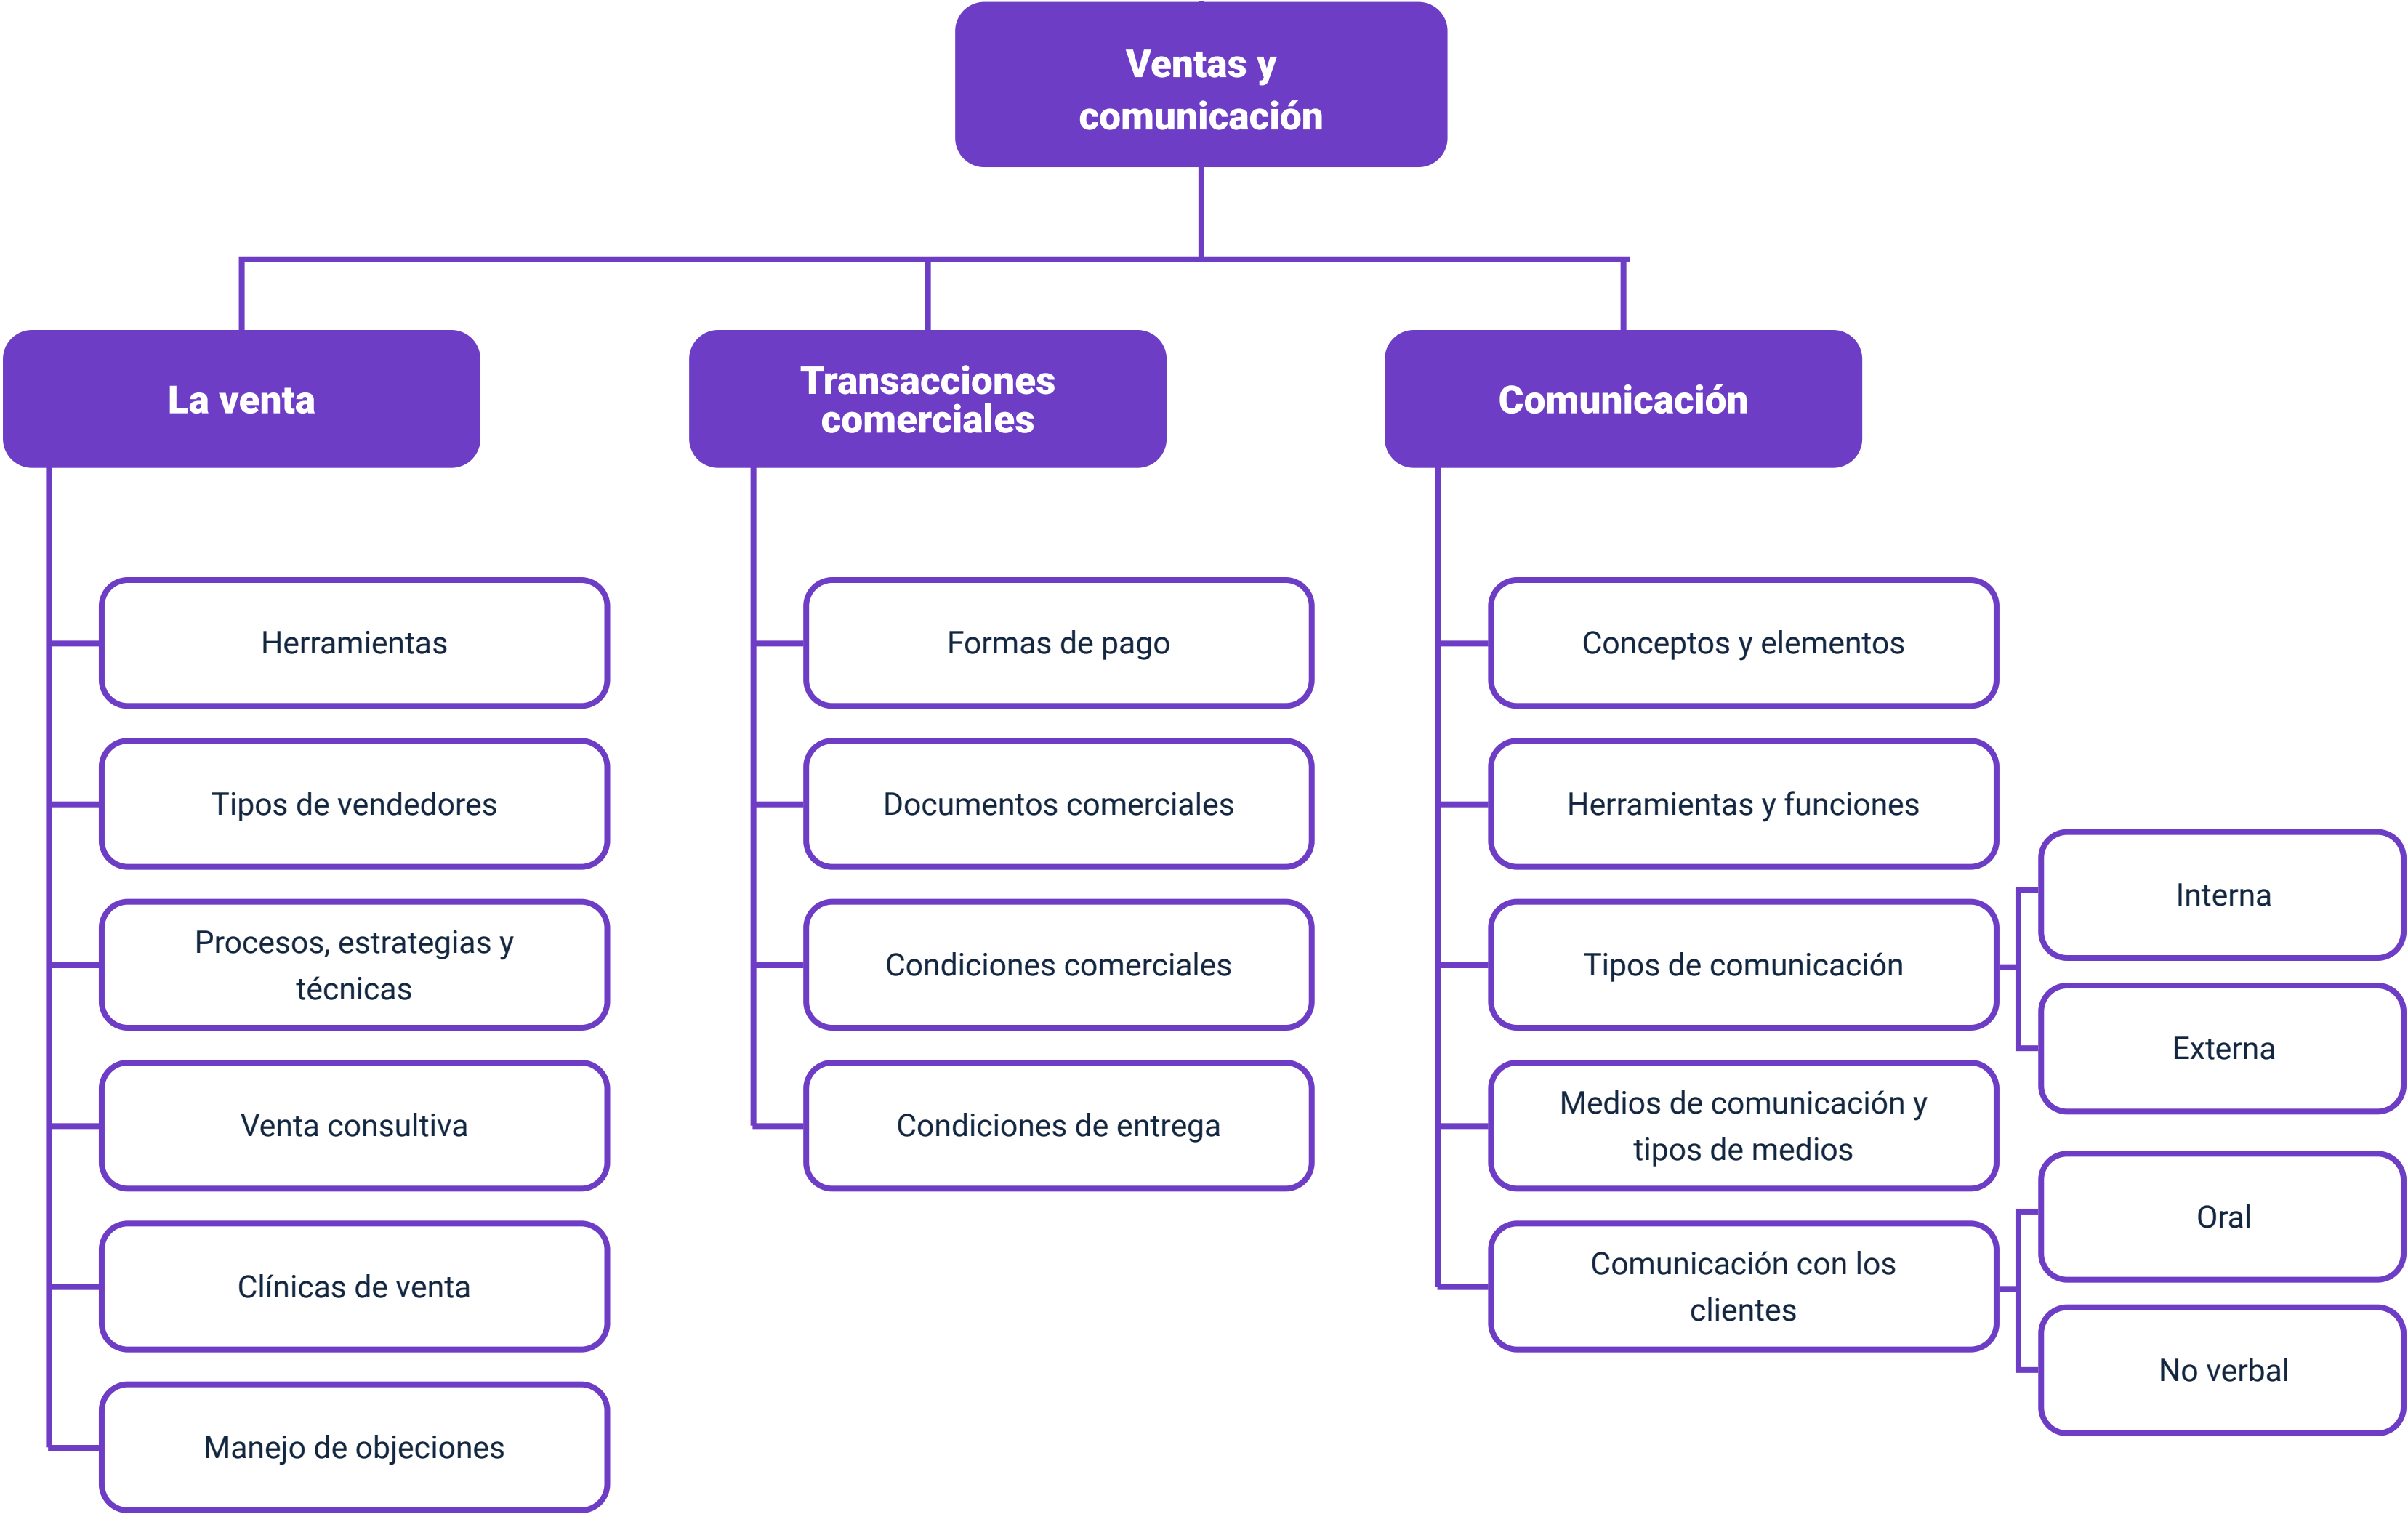 Ventas y
comunicación
La venta
Transacciones
comerciales
Comunicación
Herramientas
Tipos de vendedores
Procesos, estrategias y
técnicas
Venta consultiva
Clínicas de venta
Manejo de objeciones
Formas de pago
Documentos comerciales
Condiciones comerciales
Condiciones de entrega
Conceptos y elementos
Herramientas y funciones
Tipos de comunicación
Interna
Externa
Medios de comunicación y
tipos de medios
Comunicación con los
clientes
Oral
No verbal